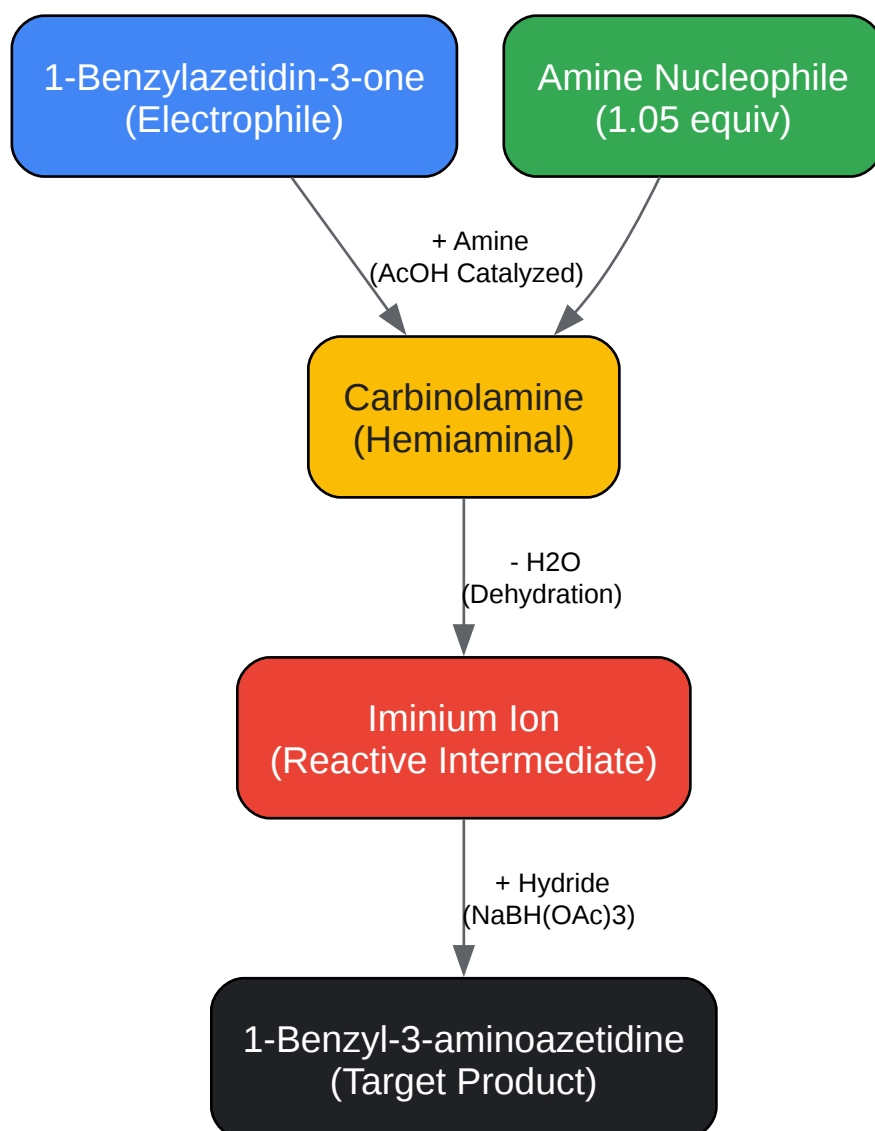 1-Benzylazetidin-3-one
(Electrophile)
Amine Nucleophile
(1.05 equiv)
+ Amine
(AcOH Catalyzed)
Carbinolamine
(Hemiaminal)
- H2O
(Dehydration)
Iminium Ion
(Reactive Intermediate)
+ Hydride
(NaBH(OAc)3)
1-Benzyl-3-aminoazetidine
(Target Product)